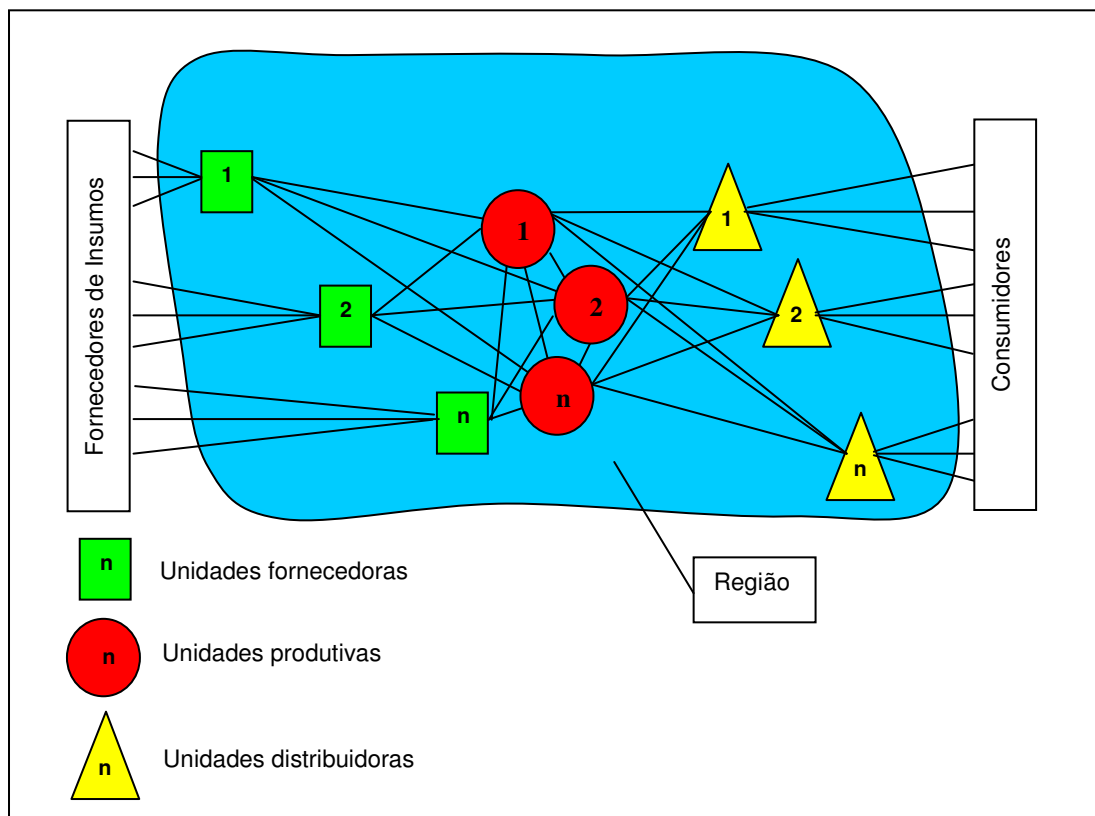 Fornecedores de Insumos
1
2
n
1
2
n
1
2
n
Consumidores
Região
n
Unidades fornecedoras
n
Unidades produtivas
n
Unidades distribuidoras